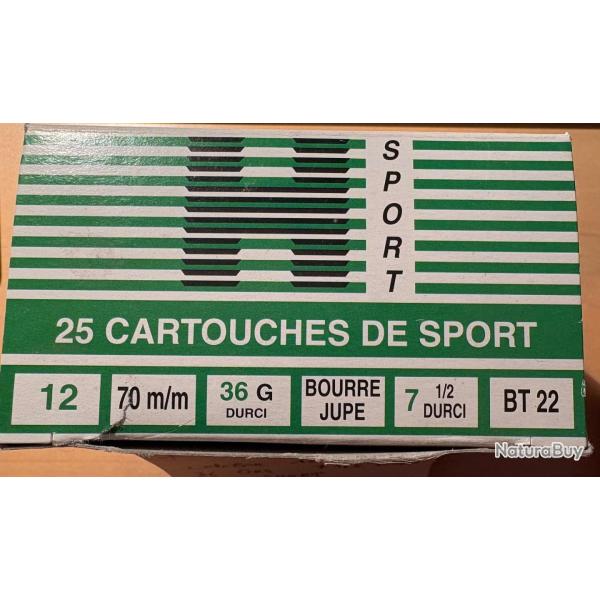 H
SPORT
25 CARTOUCHES DE SPORT
12
70 m/m
36 G
DURCI
BOURRE
JUPE
7 1/2
DURCI
BT 22
NaturaBuy